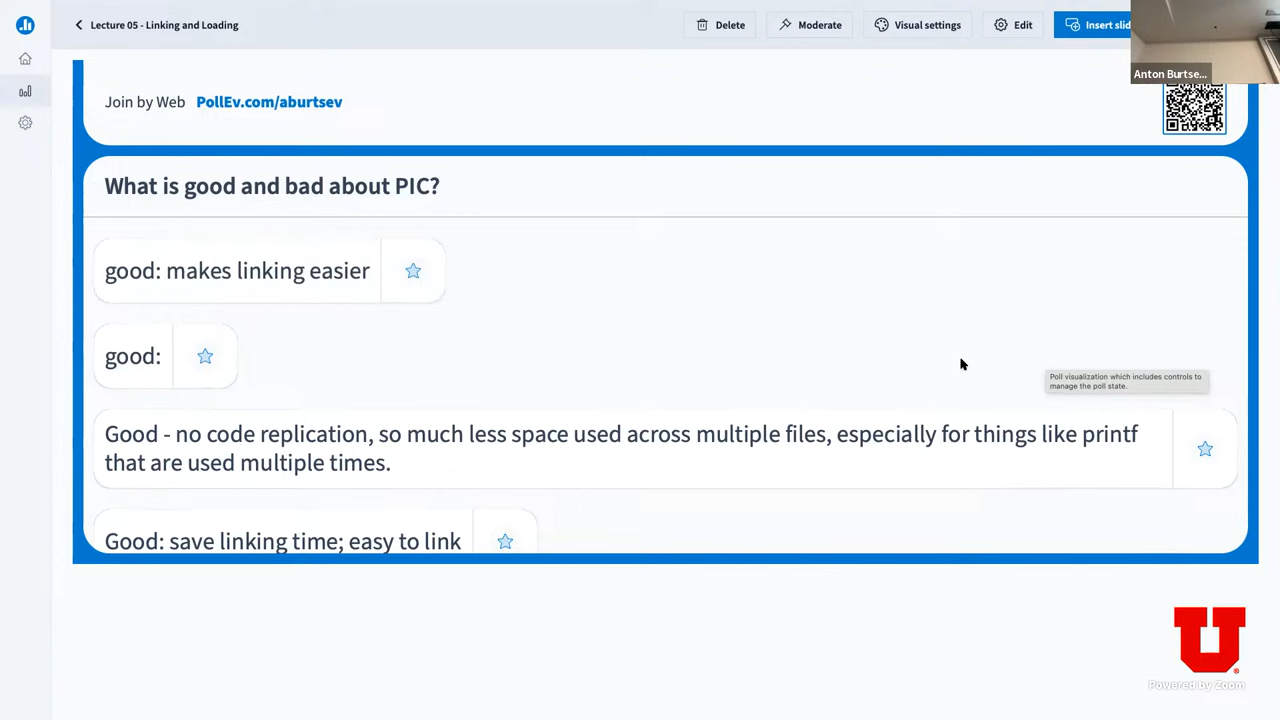 Lecture 05 - Linking and Loading
Delete
Moderate
Visual settings
Edit
Insert slid
Anton Burtse...
Join by Web PollEv.com/aburtsev
What is good and bad about PIC?
good: makes linking easier
good:
Poll visualization which includes controls to
manage the poll state.
Good - no code replication, so much less space used across multiple files, especially for things like printf
that are used multiple times.
Good: save linking time; easy to link
U
Powered by Zoom